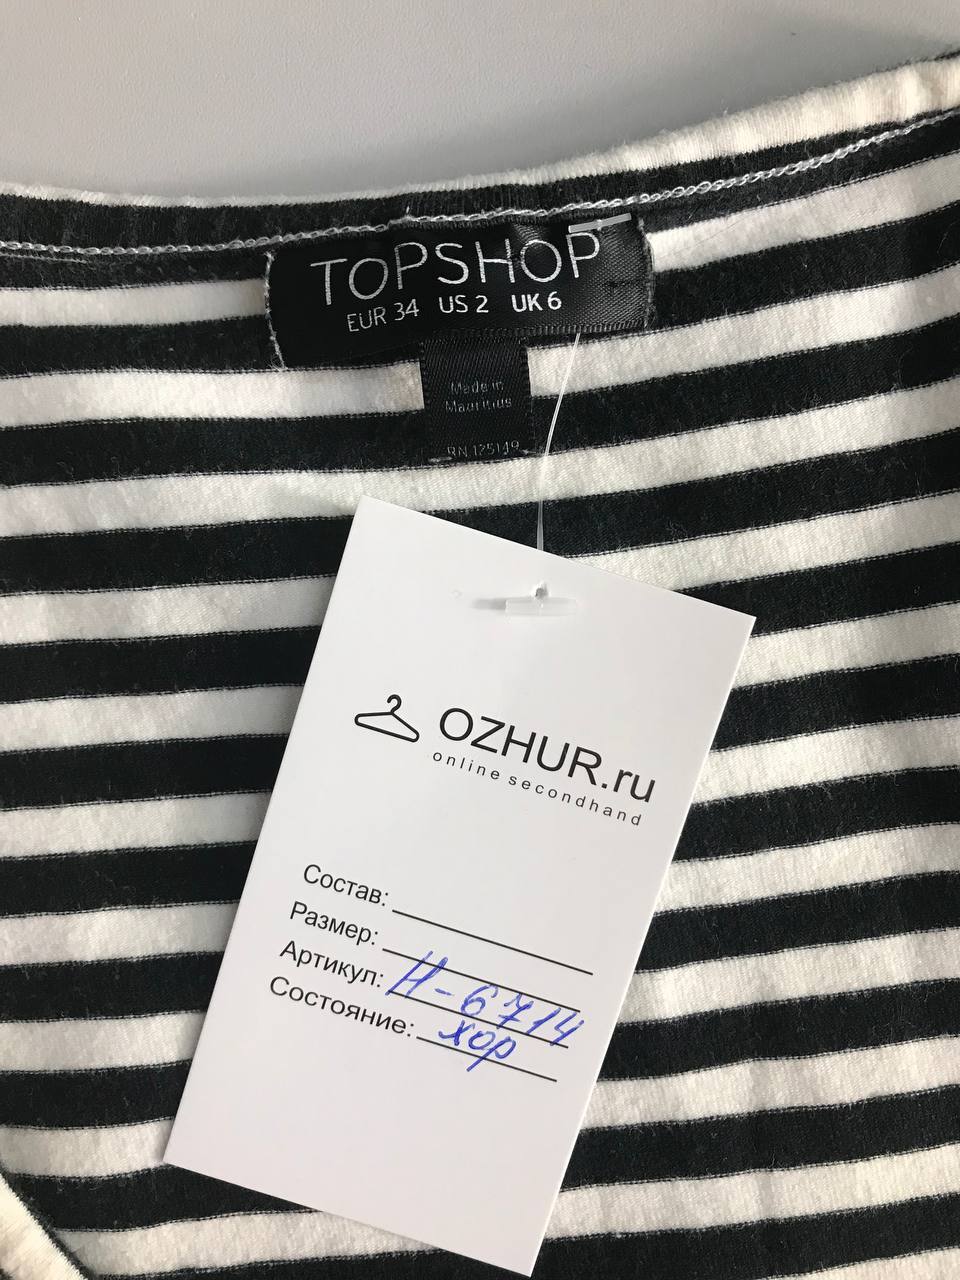 TOPSHOP
EUR 34 US 2 UK 6
Made in
Mauritius
RN 125149
OZHUR.ru
online secondhand
Состав:
Размер:
Артикул: Н-6714
Состояние: хор